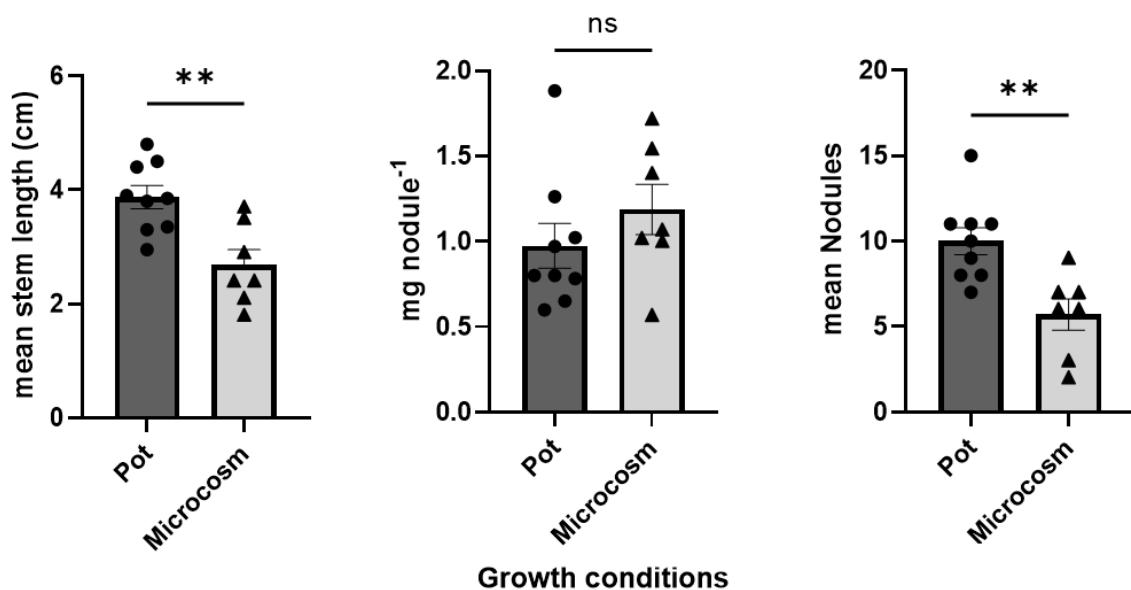 **
mean stem length (cm)
6
4
2
0
Pot
Microcosm
ns
mg nodule⁻¹
2.0
1.5
1.0
0.5
0.0
Pot
Microcosm
**
mean Nodules
20
15
10
5
0
Pot
Microcosm
Growth conditions